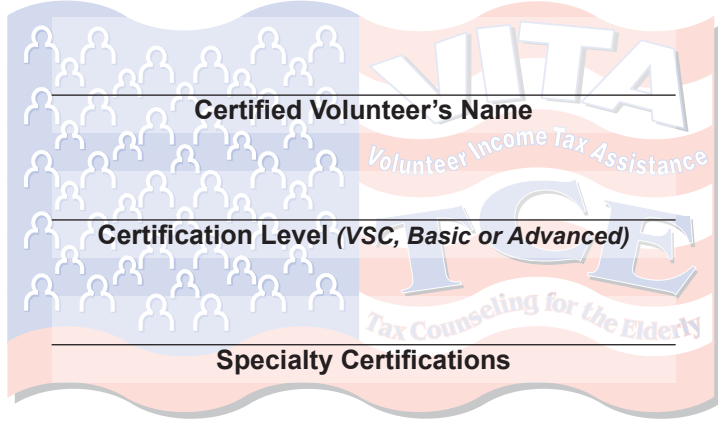 VITA
Certified Volunteer's Name
Volunteer Income Tax Assistance
TCE
Certification Level (VSC, Basic or Advanced)
Tax Counseling for the Elderly
Specialty Certifications